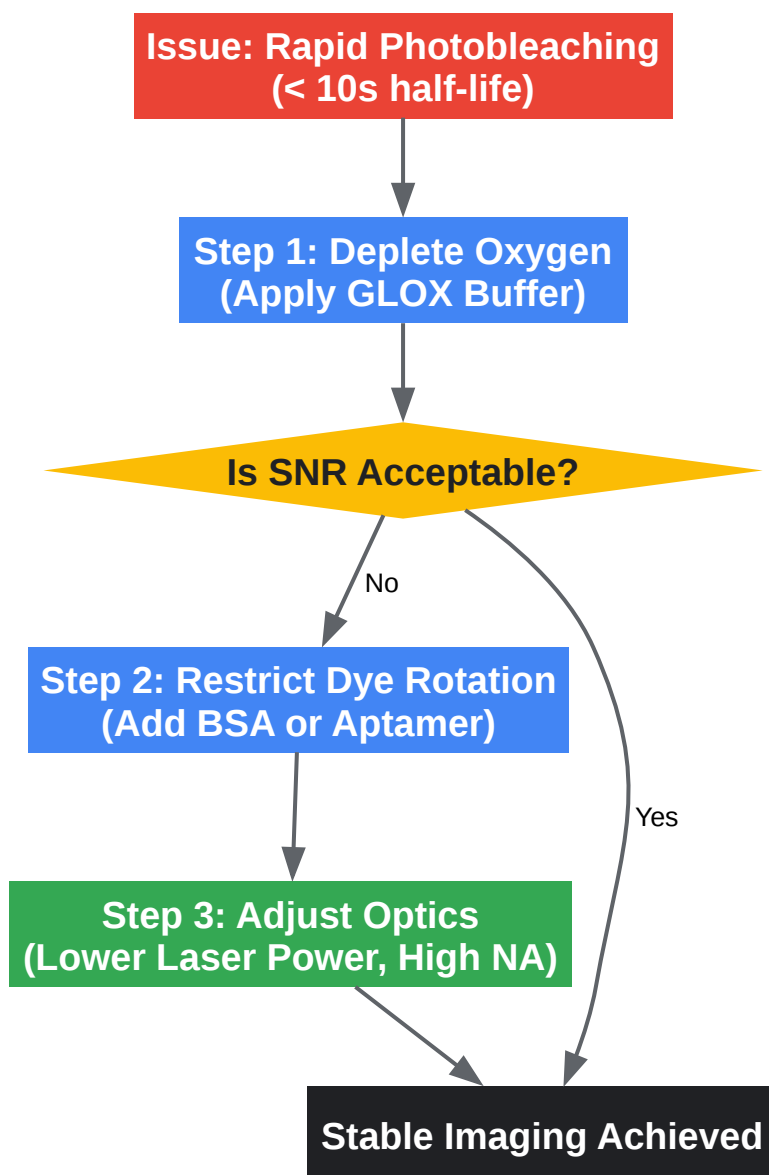 Issue: Rapid Photobleaching
(< 10s half-life)
Step 1: Deplete Oxygen
(Apply GLOX Buffer)
Is SNR Acceptable?
No
Step 2: Restrict Dye Rotation
(Add BSA or Aptamer)
Yes
Step 3: Adjust Optics
(Lower Laser Power, High NA)
Stable Imaging Achieved